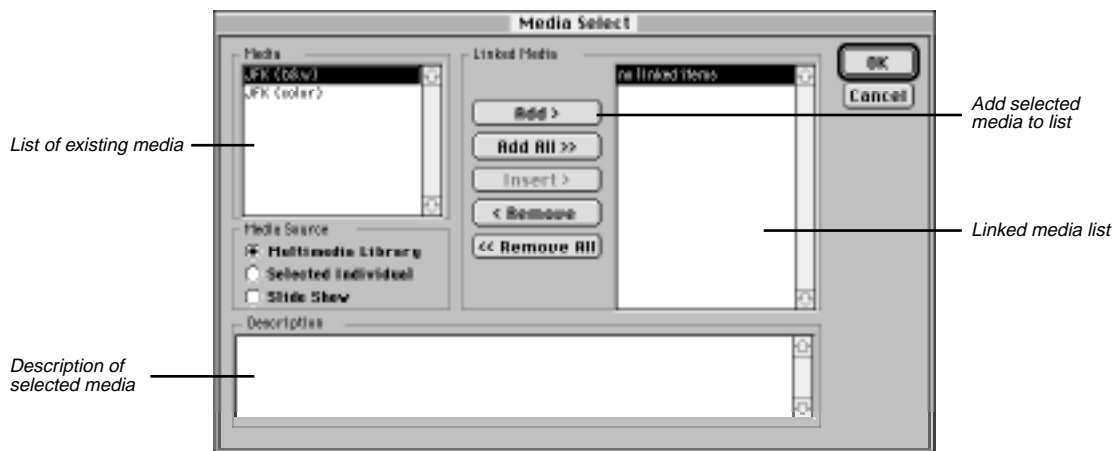 Media Select
Media
JFK (b&w)
JFK (color)
Linked Media
no linked items
Add >
Add All >>
Insert >
< Remove
<< Remove All
OK
Cancel
Media Source
Multimedia Library
Selected Individual
Slide Show
Description
List of existing media
Description of
selected media
Add selected
media to list
Linked media list